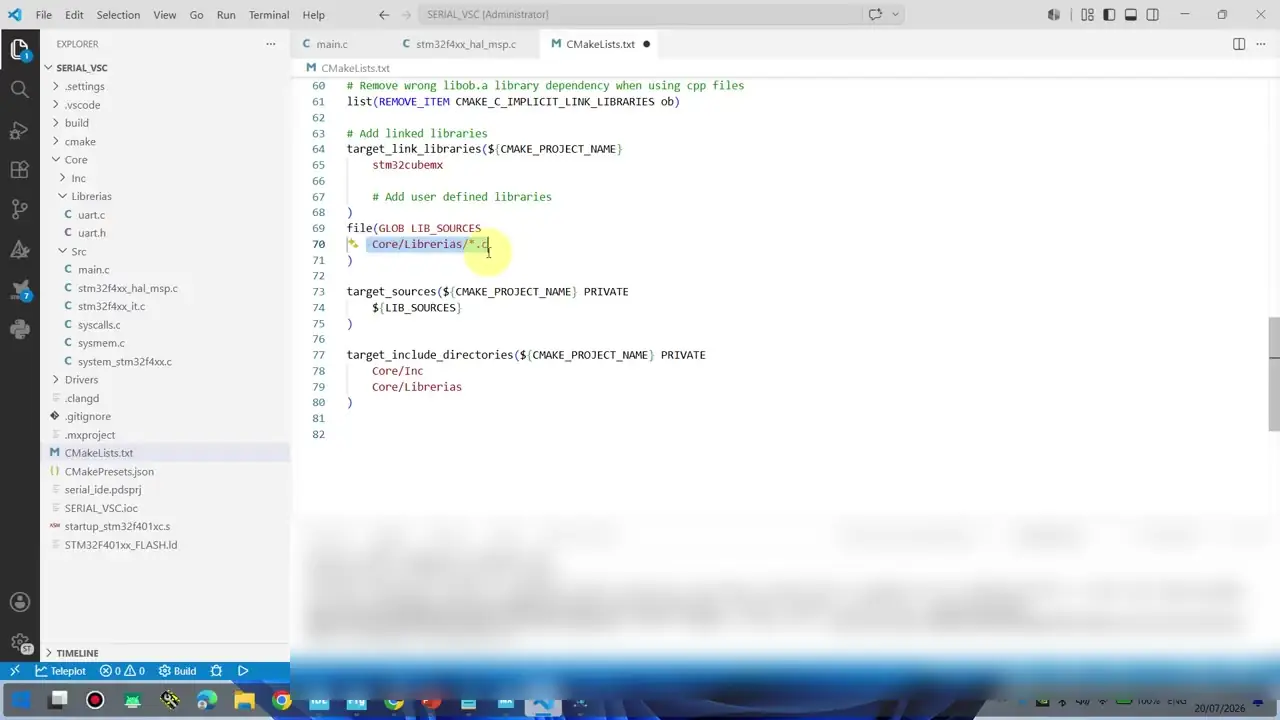 File Edit Selection View Go Run Terminal Help
SERIAL_VSC [Administrator]
EXPLORER
SERIAL_VSC
.settings
.vscode
build
cmake
Core
Inc
Librerias
uart.c
uart.h
Src
main.c
stm32f4xx_hal_msp.c
stm32f4xx_it.c
syscalls.c
sysmem.c
system_stm32f4xx.c
Drivers
.clangd
.gitignore
.mxproject
CMakeLists.txt
CMakePresets.json
serial_ide.pdsprj
SERIAL_VSC.ioc
startup_stm32f401xc.s
STM32F401xx_FLASH.ld
TIMELINE
main.c stm32f4xx_hal_msp.c CMakeLists.txt
CMakeLists.txt
60 # Remove wrong libob.a library dependency when using cpp files
61 list(REMOVE_ITEM CMAKE_C_IMPLICIT_LINK_LIBRARIES ob)
62
63 # Add linked libraries
64 target_link_libraries(${CMAKE_PROJECT_NAME}
65 stm32cubemx
66
67 # Add user defined libraries
68 )
69 file(GLOB LIB_SOURCES
70 Core/Librerias/*.c
71 )
72
73 target_sources(${CMAKE_PROJECT_NAME} PRIVATE
74 ${LIB_SOURCES}
75 )
76
77 target_include_directories(${CMAKE_PROJECT_NAME} PRIVATE
78 Core/Inc
79 Core/Librerias
80 )
81
82
1
7
Teleplot 0 0 Build
100% ENG
20/07/2026